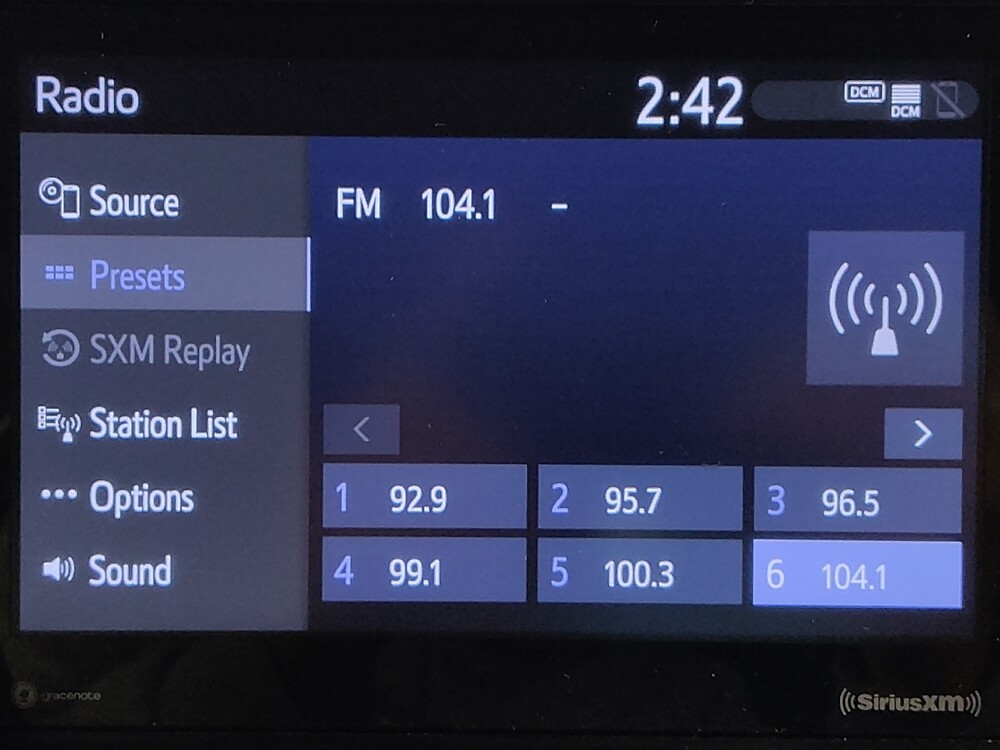 Radio
2:42
DCM
DCM
Source
Presets
SXM Replay
Station List
Options
Sound
FM 104.1 –
1 92.9
2 95.7
3 96.5
4 99.1
5 100.3
6 104.1
gracenote
SiriusXM